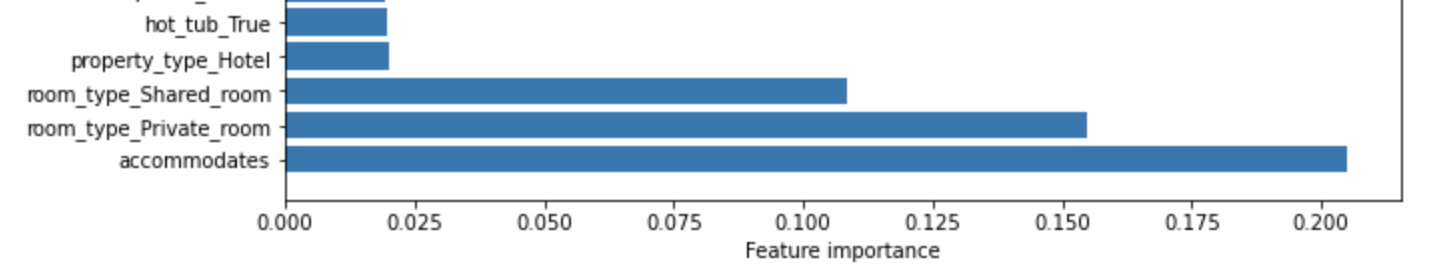 hot_tub_True
property_type_Hotel
room_type_Shared_room
room_type_Private_room
accommodates
0.000 0.025 0.050 0.075 0.100 0.125 0.150 0.175 0.200
Feature importance